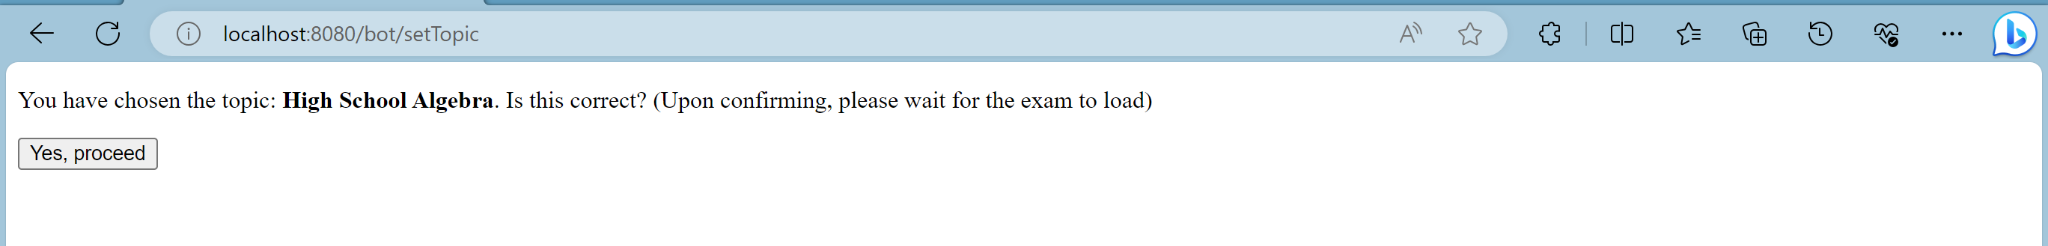 localhost:8080/bot/setTopic
You have chosen the topic: High School Algebra. Is this correct? (Upon confirming, please wait for the exam to load)
Yes, proceed